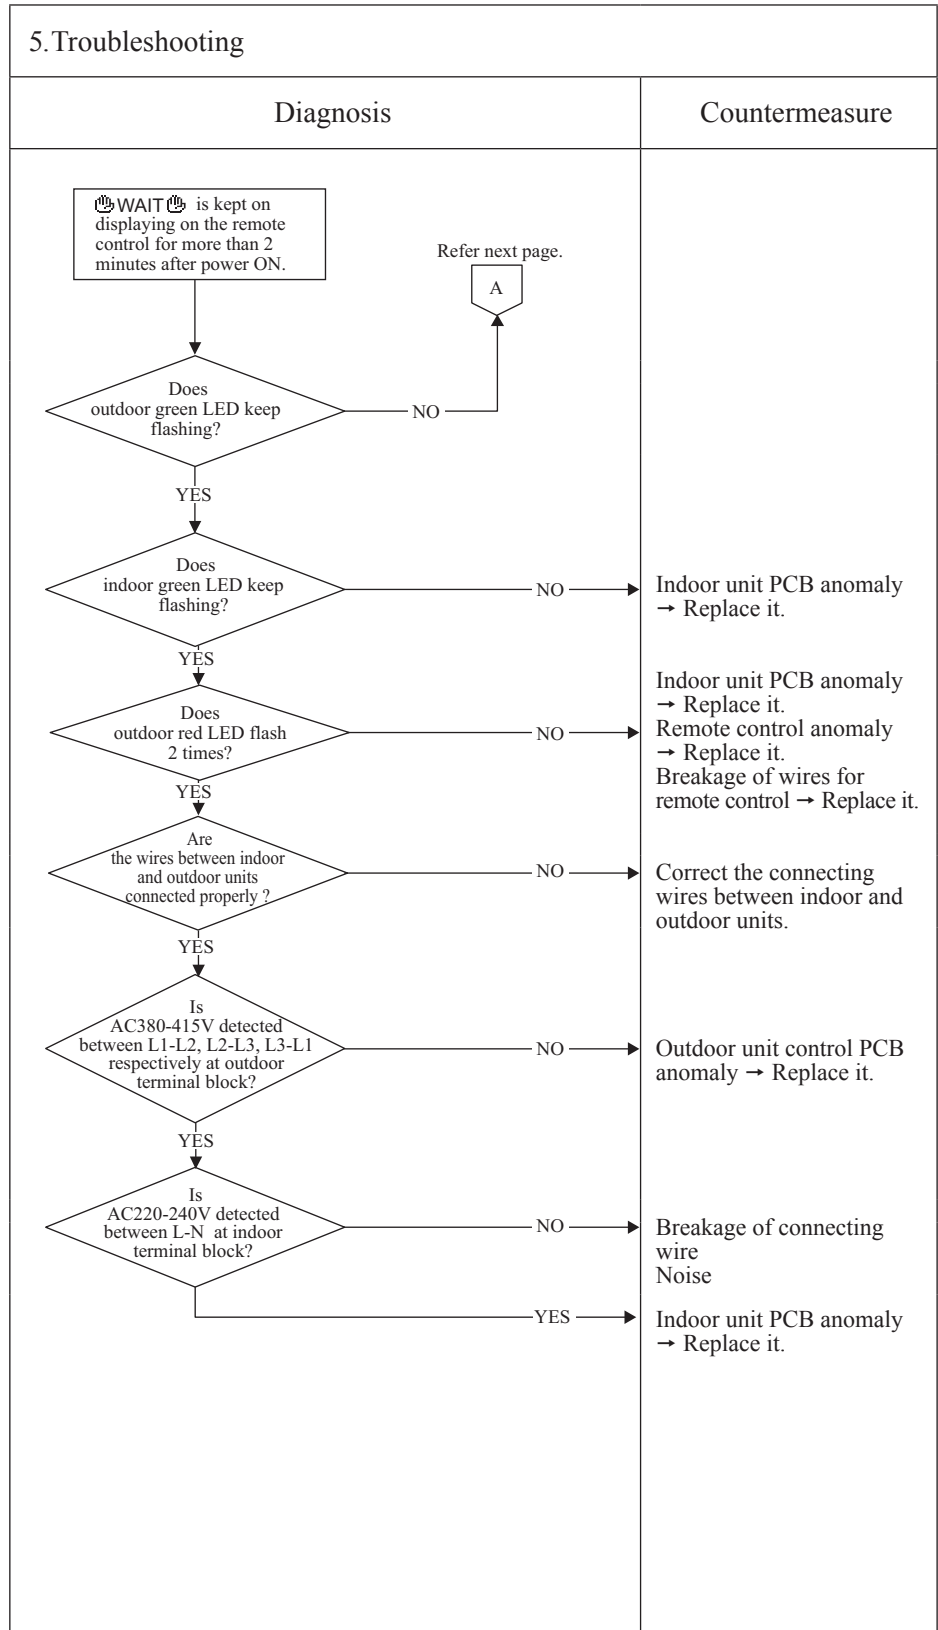 5.Troubleshooting
Diagnosis
Countermeasure
WAIT is kept on
displaying on the remote
control for more than 2
minutes after power ON.
Refer next page.
A
Does
outdoor green LED keep
flashing?
NO
YES
Does
indoor green LED keep
flashing?
NO
Indoor unit PCB anomaly
→ Replace it.
YES
Does
outdoor red LED flash
2 times?
NO
Indoor unit PCB anomaly
→ Replace it.
Remote control anomaly
→ Replace it.
Breakage of wires for
remote control → Replace it.
YES
Are
the wires between indoor
and outdoor units
connected properly ?
NO
Correct the connecting
wires between indoor and
outdoor units.
YES
Is
AC380-415V detected
between L1-L2, L2-L3, L3-L1
respectively at outdoor
terminal block?
NO
Outdoor unit control PCB
anomaly → Replace it.
YES
Is
AC220-240V detected
between L-N at indoor
terminal block?
NO
Breakage of connecting
wire
Noise
YES
Indoor unit PCB anomaly
→ Replace it.